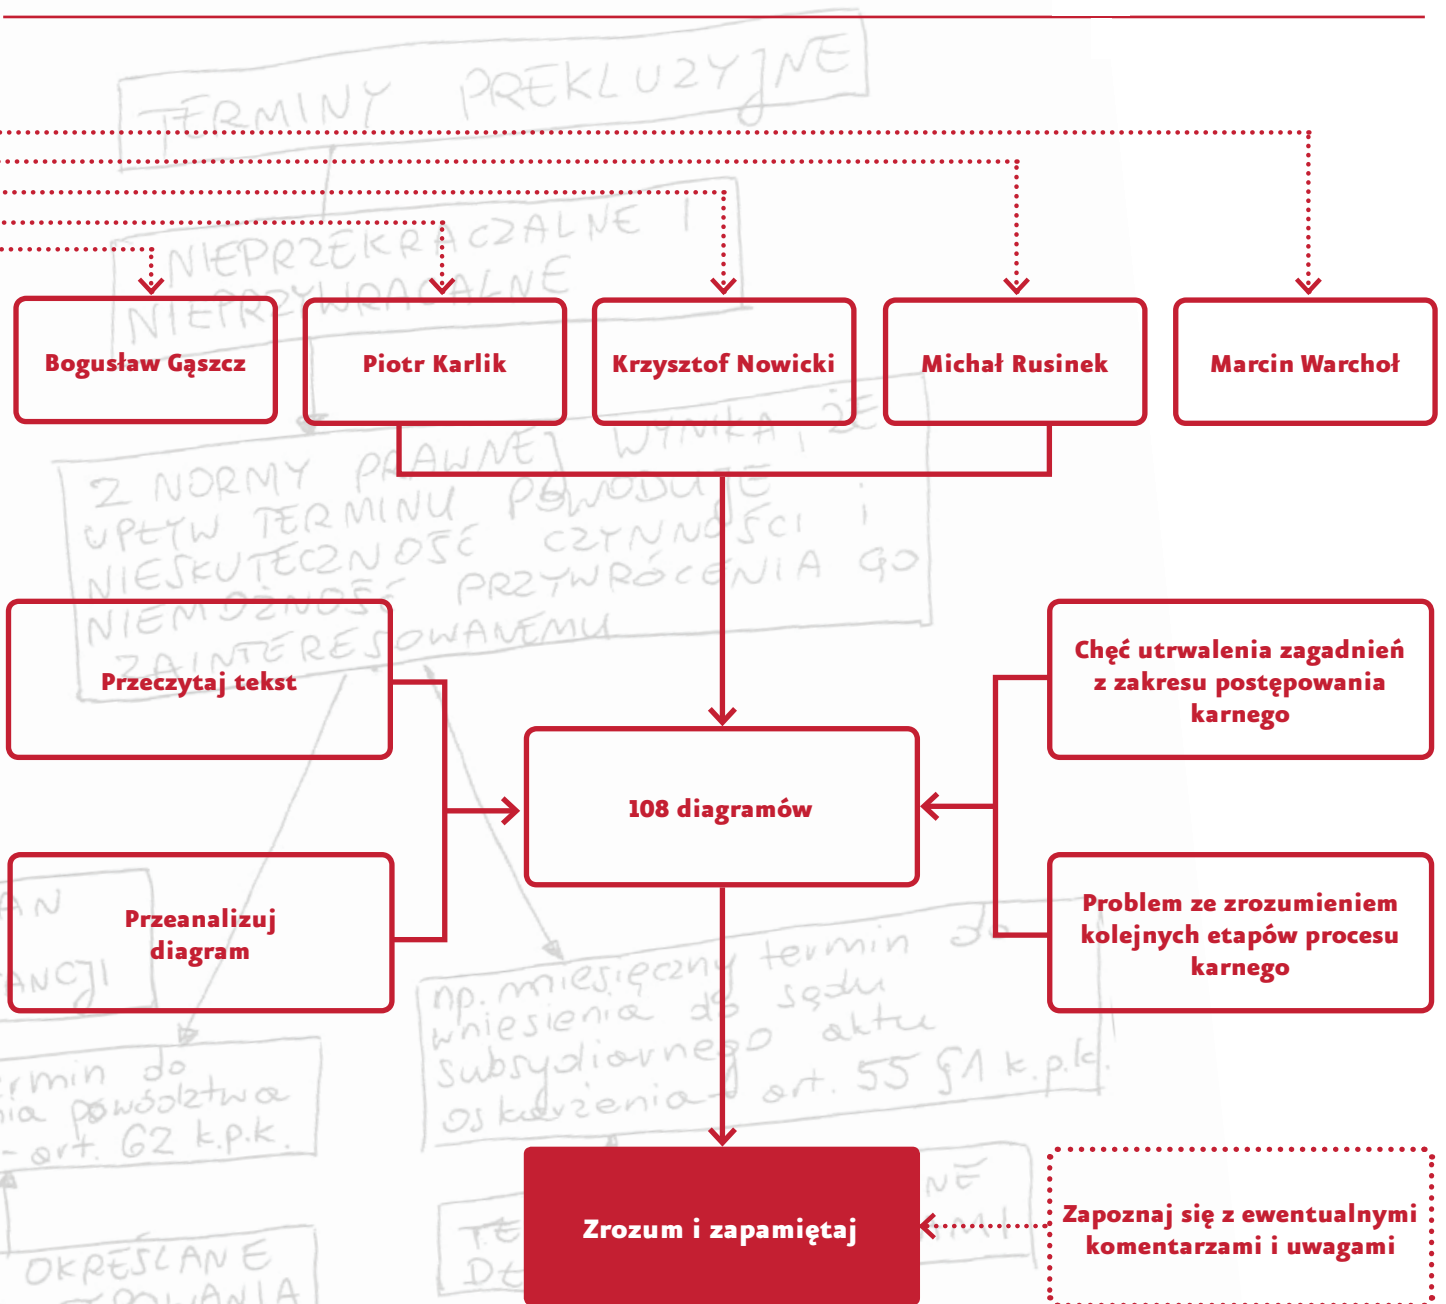 TERMINY PREKLUZYJNE
NIEPRZEKRACZALNE I
NIEPRZYWRACALNE
Bogusław Gąszcz
Piotr Karlik
Krzysztof Nowicki
Michał Rusinek
Marcin Warchoł
Z NORMY PRAWNEJ WYNIKA, ŻE
UPŁYW TERMINU POWODUJE
NIESKUTECZNOŚĆ CZYNNOŚCI I
NIEMOŻNOŚĆ PRZYWRÓCENIA GO
ZAINTERESOWANEMU
Przeczytaj tekst
Chęć utrwalenia zagadnień
z zakresu postępowania
karnego
108 diagramów
Przeanalizuj
diagram
Problem ze zrozumieniem
kolejnych etapów procesu
karnego
np. miesięczny termin do
wniesienia do sądu
subsydiarnego aktu
oskarżenia - art. 55 §1 k.p.k.
do
powództwa
- art. 62 k.p.k.
Zrozum i zapamiętaj
Zapoznaj się z ewentualnymi
komentarzami i uwagami
OKREŚLANE